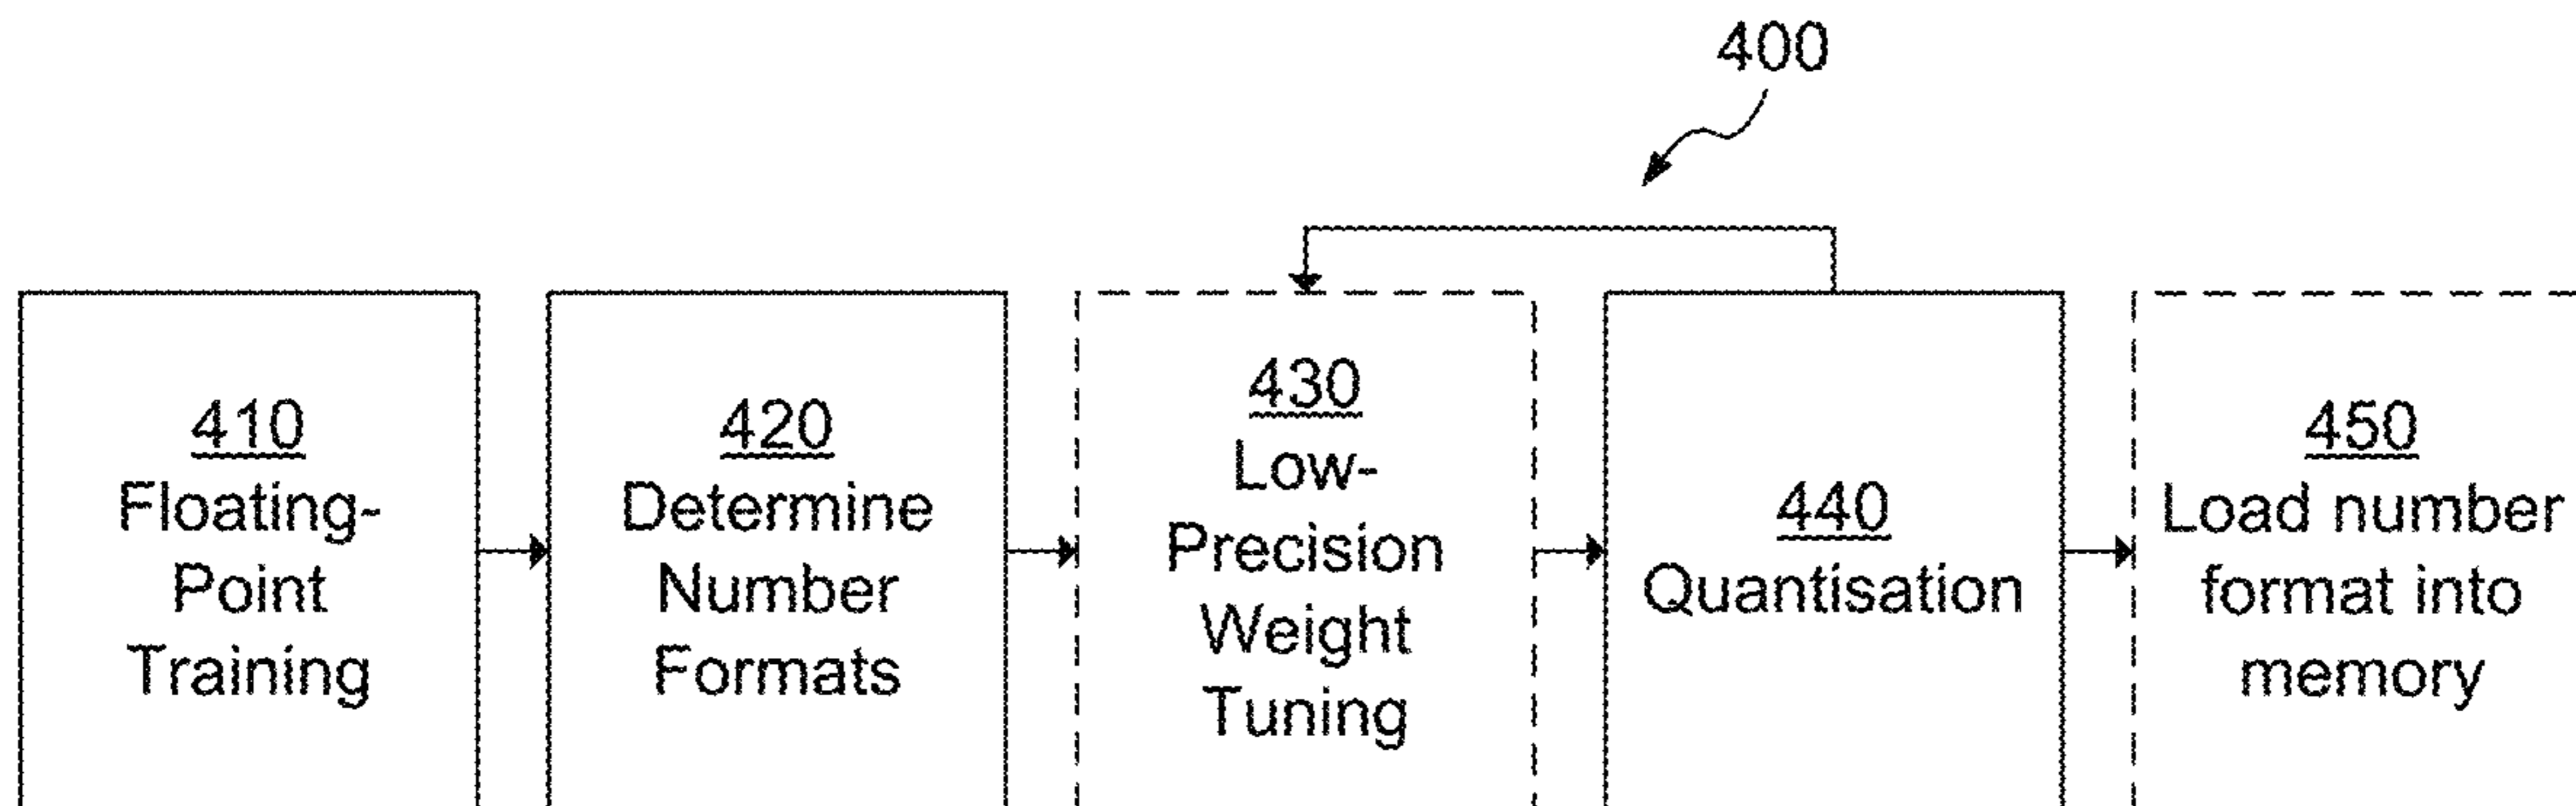 400
410
Floating-
Point
Training
420
Determine
Number
Formats
430
Low-
Precision
Weight
Tuning
440
Quantisation
450
Load number
format into
memory